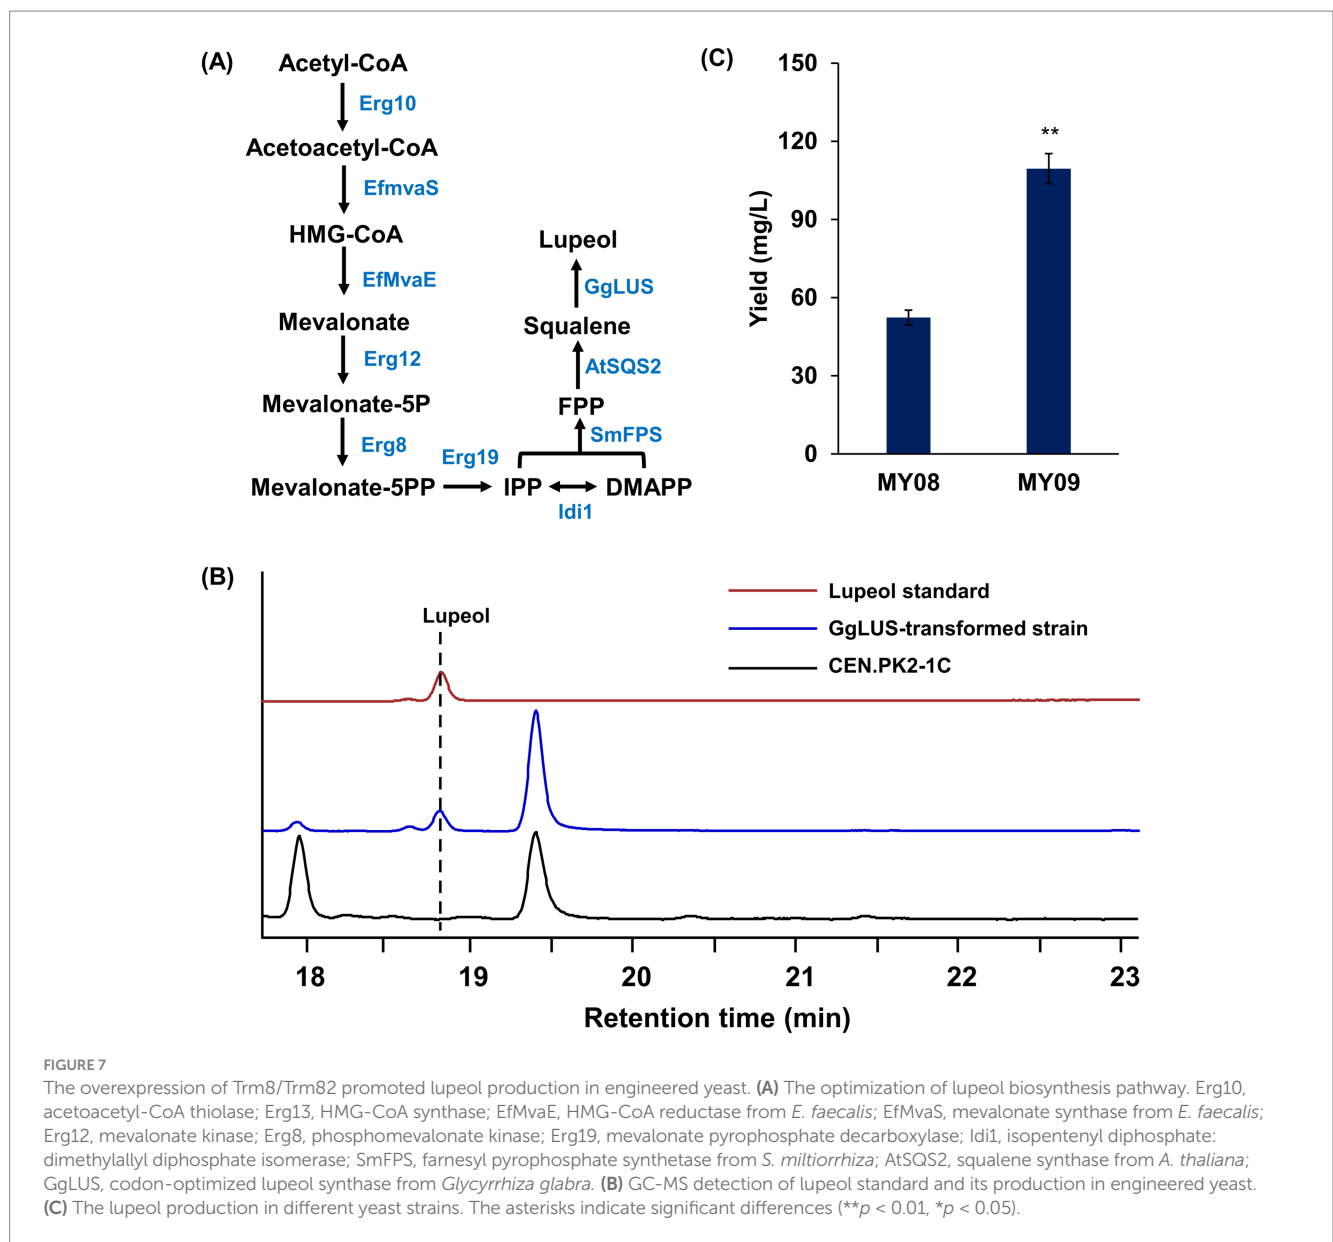 (A)
Acetyl-CoA
Erg10
Acetoacetyl-CoA
EfmvaS
HMG-CoA
EfMvaE
Mevalonate
Erg12
Mevalonate-5P
Erg8
Mevalonate-5PP
Erg19
IPP
DMAPP
Idi1
SmFPS
FPP
AtSQS2
Squalene
GgLUS
Lupeol
(C)
150
120
90
60
30
0
Yield (mg/L)
**
MY08
MY09
(B)
Lupeol
Lupeol standard
GgLUS-transformed strain
CEN.PK2-1C
18
19
20
21
22
23
Retention time (min)
FIGURE 7
The overexpression of Trm8/Trm82 promoted lupeol production in engineered yeast. (A) The optimization of lupeol biosynthesis pathway. Erg10,
acetoacetyl-CoA thiolase; Erg13, HMG-CoA synthase; EfMvaE, HMG-CoA reductase from E. faecalis; EfMvaS, mevalonate synthase from E. faecalis;
Erg12, mevalonate kinase; Erg8, phosphomevalonate kinase; Erg19, mevalonate pyrophosphate decarboxylase; Idi1, isopentenyl diphosphate:
dimethylallyl diphosphate isomerase; SmFPS, farnesyl pyrophosphate synthetase from S. miltiorrhiza; AtSQS2, squalene synthase from A. thaliana;
GgLUS, codon-optimized lupeol synthase from Glycyrrhiza glabra. (B) GC-MS detection of lupeol standard and its production in engineered yeast.
(C) The lupeol production in different yeast strains. The asterisks indicate significant differences (**p < 0.01, *p < 0.05).